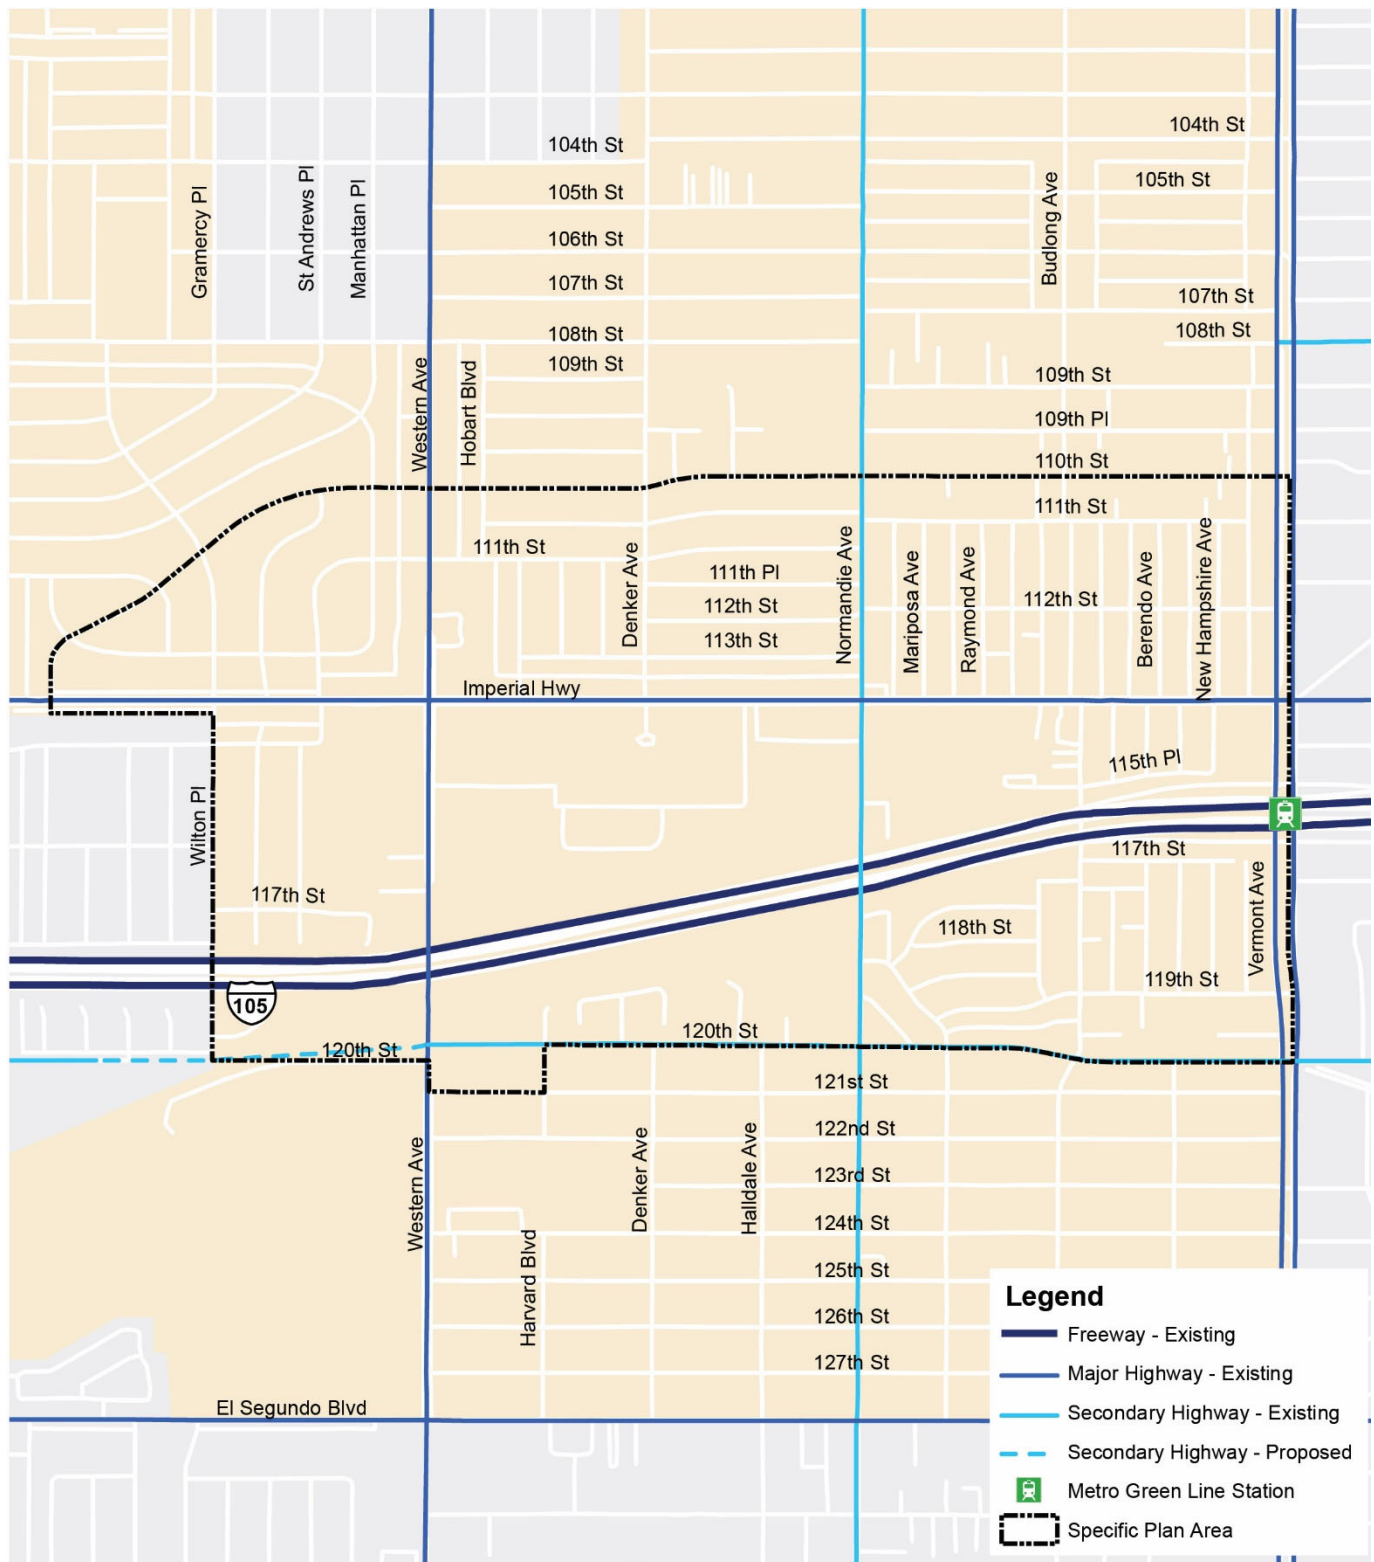 104th St
104th St
105th St
105th St
Gramercy Pl
St Andrews Pl
Manhattan Pl
Budlong Ave
106th St
107th St
107th St
108th St
108th St
109th St
109th St
Western Ave
Hobart Blvd
109th Pl
110th St
111th St
111th St
Denker Ave
111th Pl
112th St
113th St
Normandie Ave
Mariposa Ave
Raymond Ave
112th St
Berendo Ave
New Hampshire Ave
Imperial Hwy
115th Pl
Wilton Pl
117th St
117th St
118th St
Vermont Ave
119th St
105
120th St
120th St
121st St
122nd St
Western Ave
Denker Ave
Halldale Ave
123rd St
124th St
Harvard Blvd
125th St
126th St
127th St
El Segundo Blvd
Legend
Freeway - Existing
Major Highway - Existing
Secondary Highway - Existing
Secondary Highway - Proposed
Metro Green Line Station
Specific Plan Area